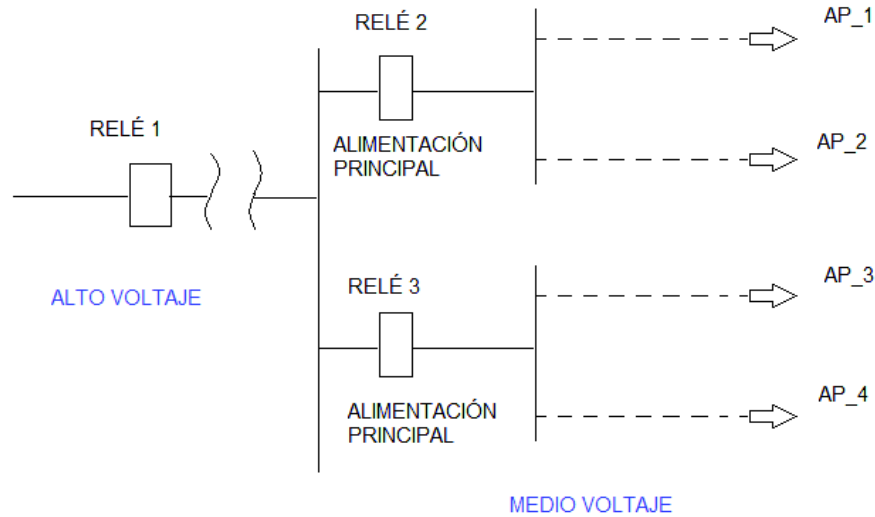 RELÉ 1
ALTO VOLTAJE
RELÉ 2
ALIMENTACIÓN
PRINCIPAL
AP_1
AP_2
RELÉ 3
ALIMENTACIÓN
PRINCIPAL
AP_3
AP_4
MEDIO VOLTAJE